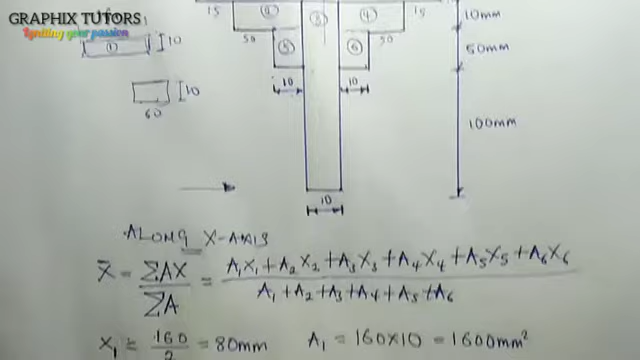 GRAPHIX TUTORS
Igniting your passion
15 ② ③ ④ 15 10mm
① 10
50 50
⑤ ⑥ 50mm
10 10
10
60
100mm
10
ALONG X-AXIS
X̄ = ΣAX / ΣA = A₁X₁ + A₂X₂ + A₃X₃ + A₄X₄ + A₅X₅ + A₆X₆ / A₁ + A₂ + A₃ + A₄ + A₅ + A₆
X₁ = 160/2 = 80mm A₁ = 160×10 = 1600mm²